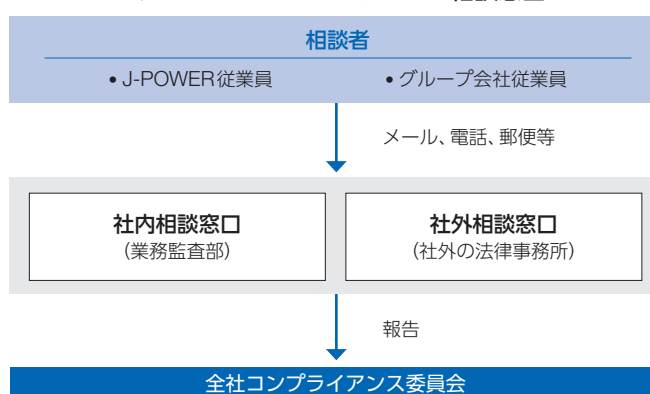 相談者
• J-POWER従業員 • グループ会社従業員
メール、電話、郵便等
社内相談窓口 社外相談窓口
(業務監査部) (社外の法律事務所)
報告
全社コンプライアンス委員会